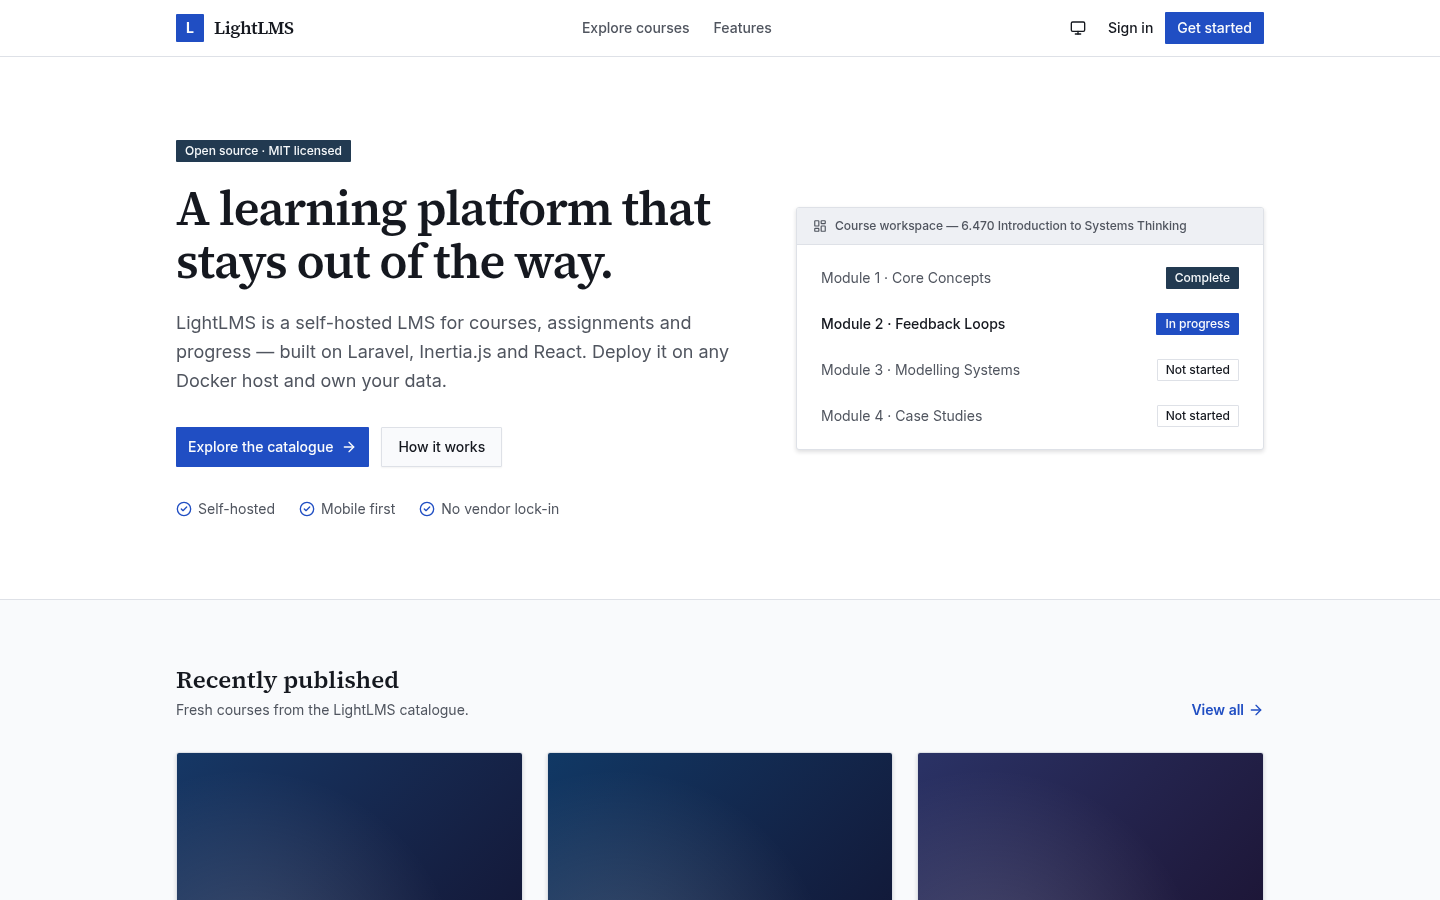 L LightLMS
Explore courses Features
Sign in Get started
Open source · MIT licensed
A learning platform that
stays out of the way.
LightLMS is a self-hosted LMS for courses, assignments and
progress — built on Laravel, Inertia.js and React. Deploy it on any
Docker host and own your data.
Explore the catalogue
How it works
Self-hosted Mobile first No vendor lock-in
Course workspace — 6.470 Introduction to Systems Thinking
Module 1 · Core Concepts Complete
Module 2 · Feedback Loops In progress
Module 3 · Modelling Systems Not started
Module 4 · Case Studies Not started
Recently published
Fresh courses from the LightLMS catalogue.
View all